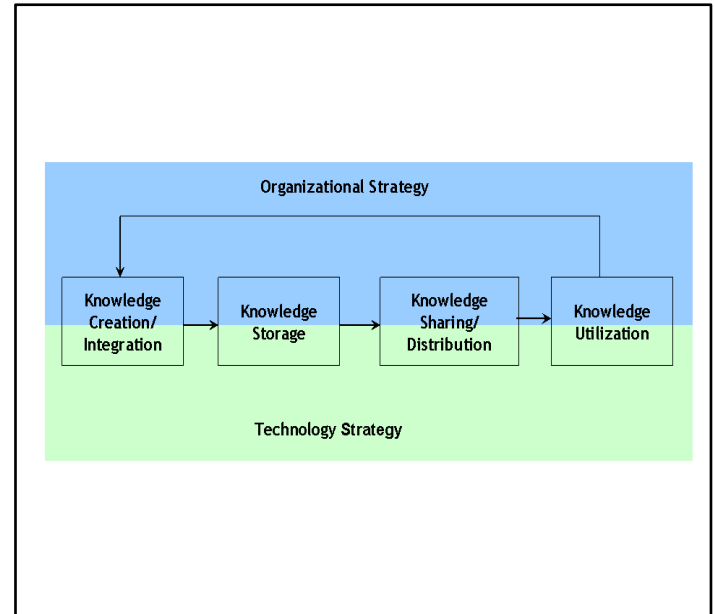 Organizational Strategy
Knowledge
Creation/
Integration
Knowledge
Storage
Knowledge
Sharing/
Distribution
Knowledge
Utilization
Technology Strategy